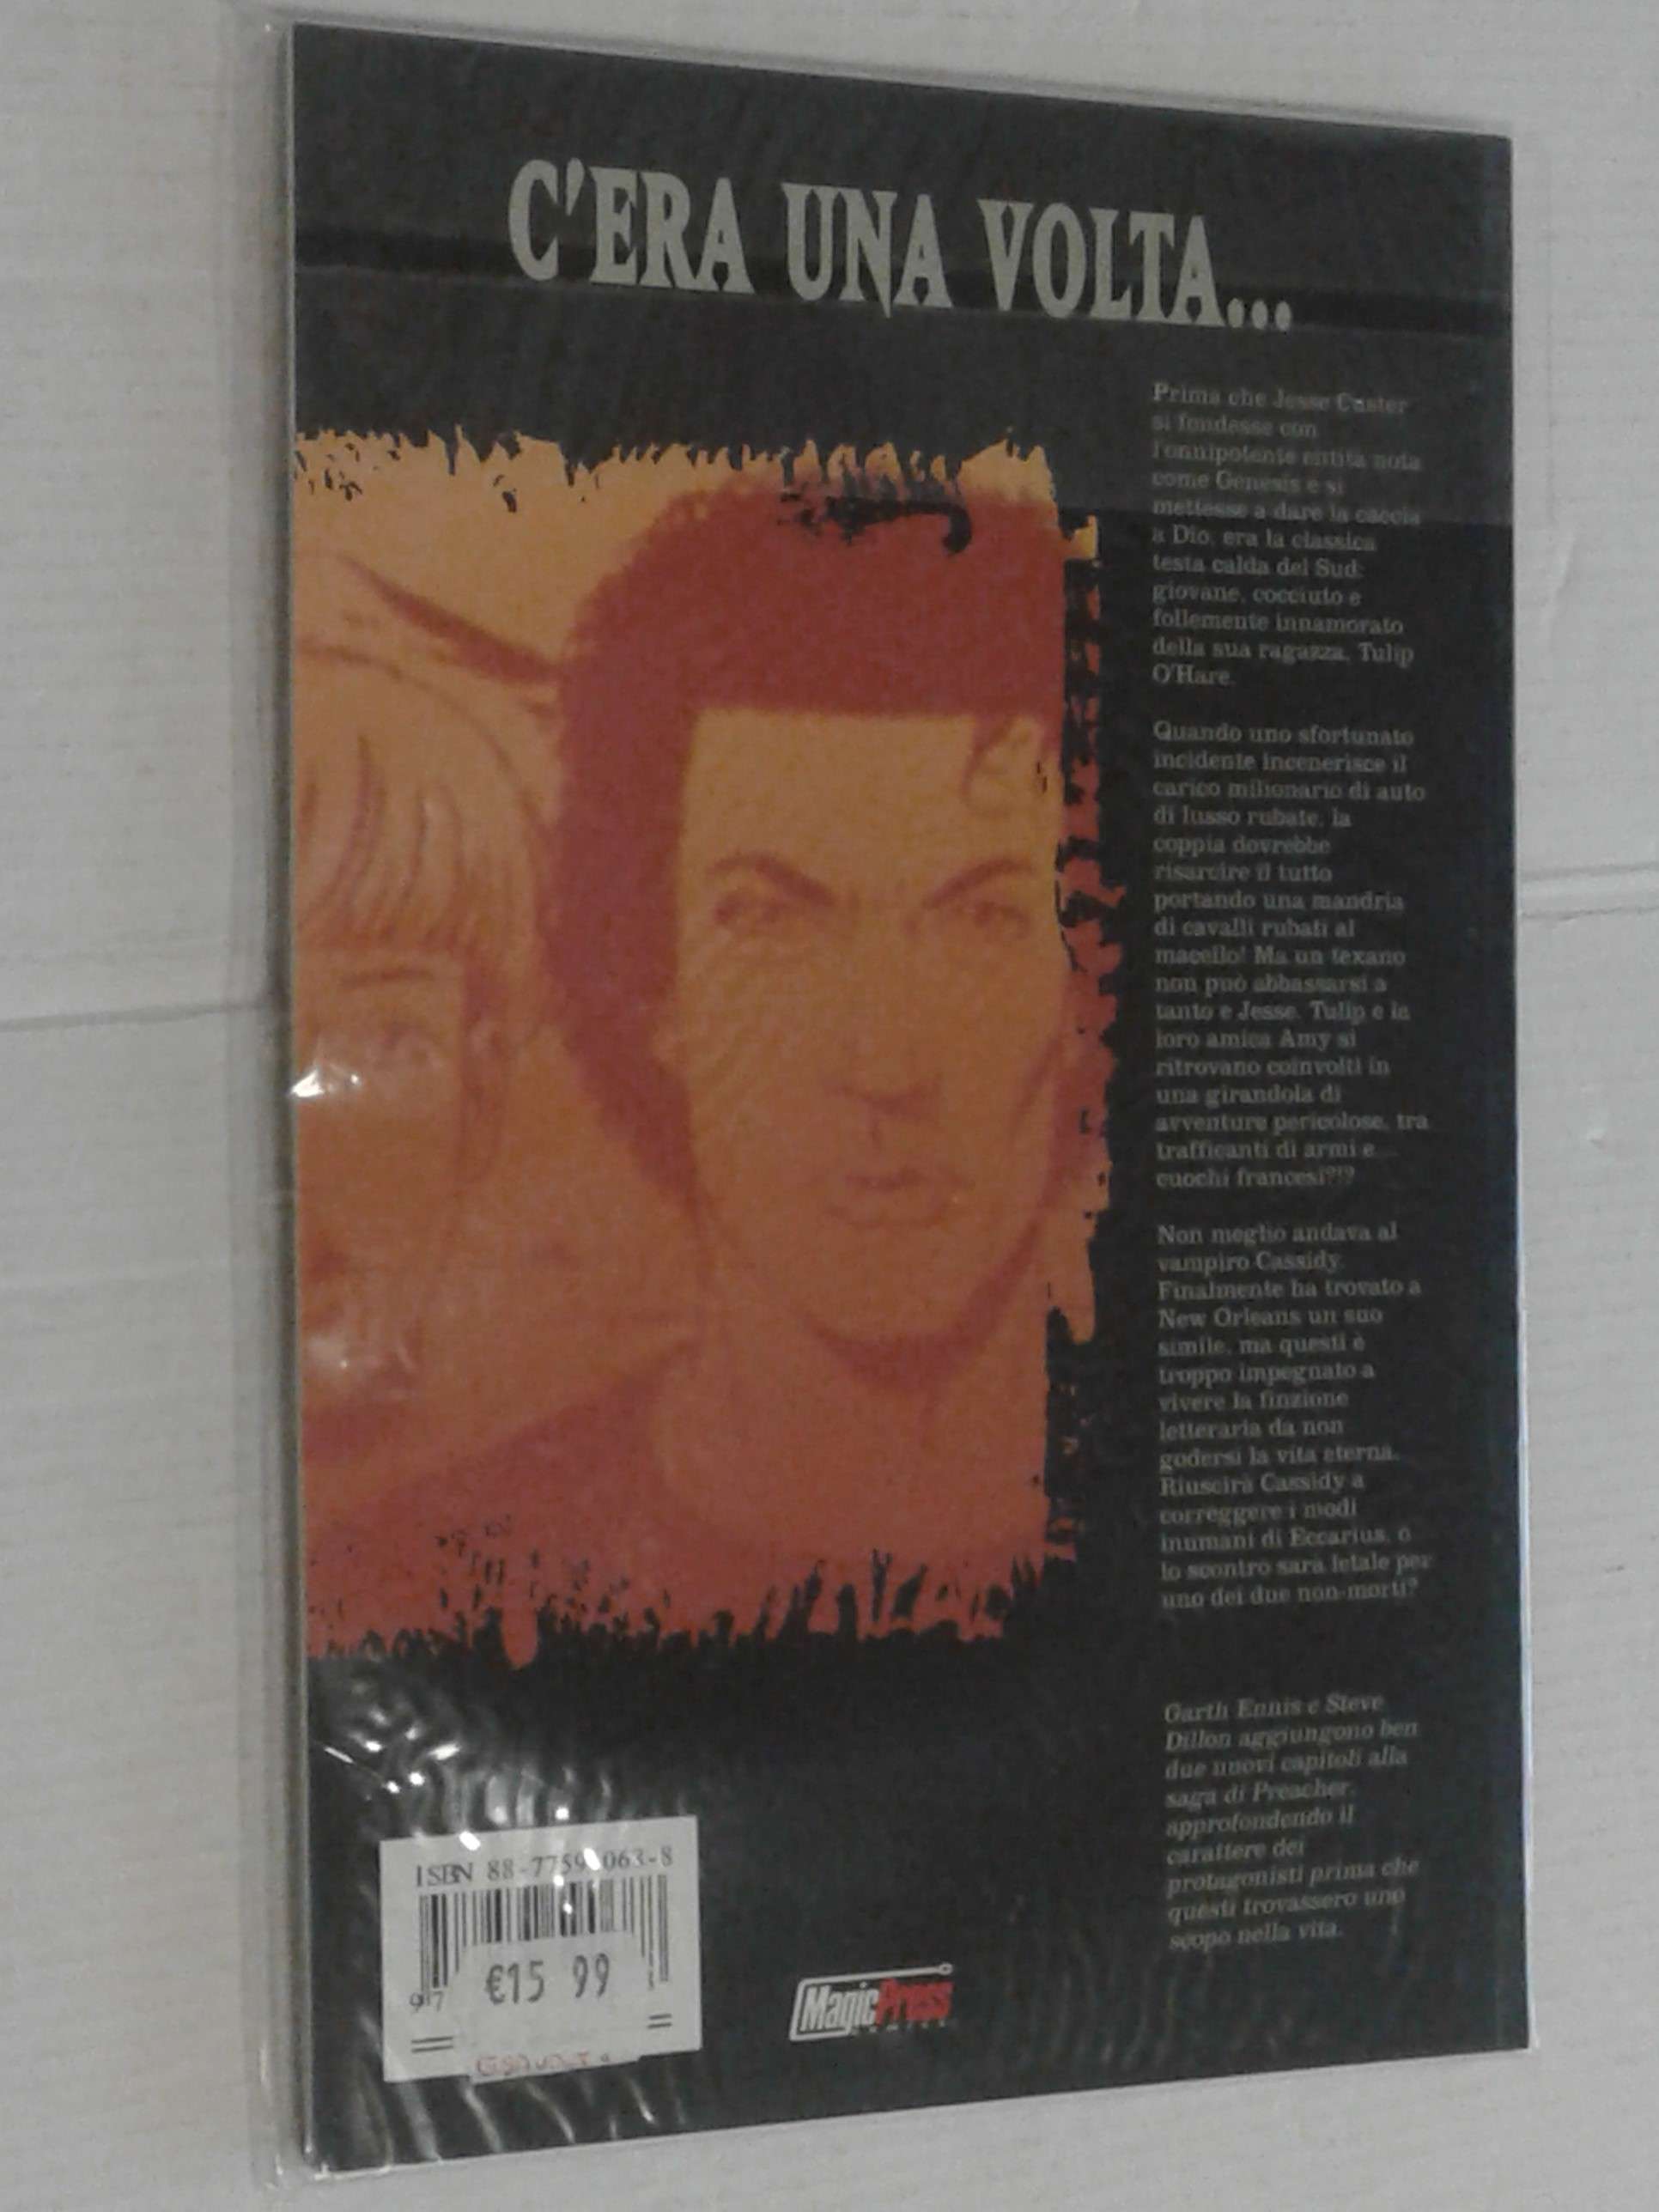 C'ERA UNA VOLTA...
Prima che Jesse Custer
si fondesse con
l'onnipotente entità nota
come Genesis e si
mettesse a dare la caccia
a Dio, era la classica
testa calda del Sud:
giovane, cocciuto e
follemente innamorato
della sua ragazza, Tulip
O'Hare.
Quando uno sfortunato
incidente incenerisce il
carico milionario di auto
di lusso rubate, la
coppia dovrebbe
risarcire il tutto
portando una mandria
di cavalli rubati al
macello! Ma un texano
non può abbassarsi a
tanto e Jesse, Tulip e la
loro amica Amy si
ritrovano coinvolti in
una girandola di
avventure pericolose, tra
trafficanti di armi e...
cuochi francesi?!?
Non meglio andava al
vampiro Cassidy.
Finalmente ha trovato a
New Orleans un suo
simile, ma questi è
troppo impegnato a
vivere la finzione
letteraria da non
godersi la vita eterna.
Riuscirà Cassidy a
correggere i modi
inumani di Eccarius, o
lo scontro sarà letale per
uno dei due non-morti?
Garth Ennis e Steve
Dillon aggiungono ben
due nuovi capitoli alla
saga di Preacher,
approfondendo il
carattere dei
protagonisti prima che
questi trovassero uno
scopo nella vita.
ISBN
€15 99
97
MagicPress